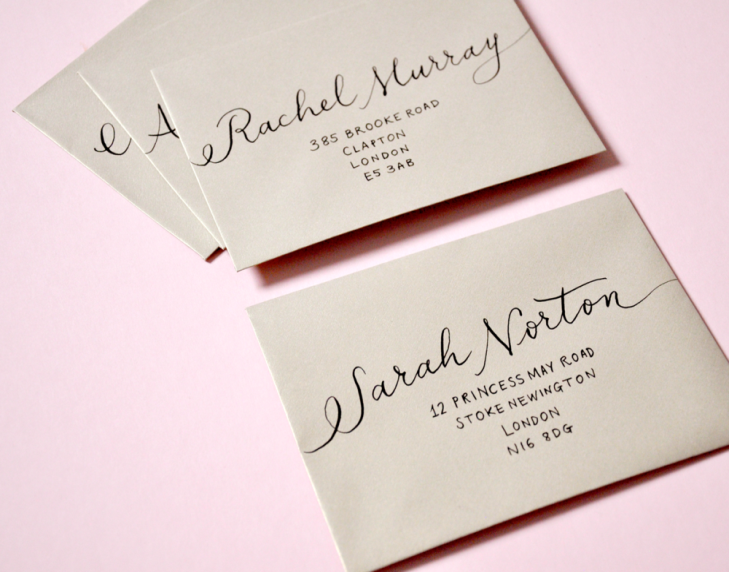 Rachel Murray
385 BROOKE ROAD
CLAPTON
LONDON
E5 3AB
Sarah Norton
12 PRINCESS MAY ROAD
STOKE NEWINGTON
LONDON
N16 8DG